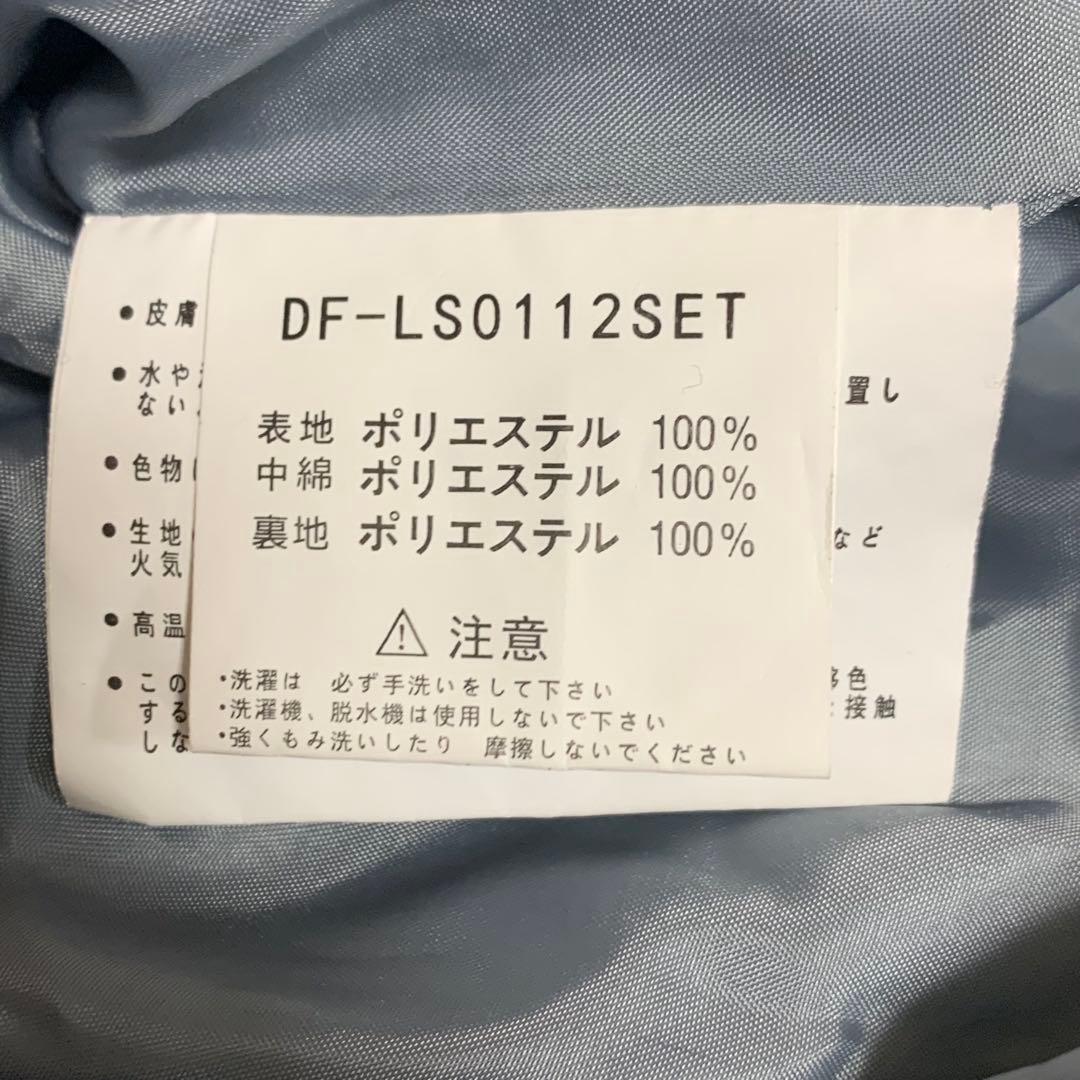 DF-LS0112SET
表地 ポリエステル 100%
中綿 ポリエステル 100%
裏地 ポリエステル 100%
注意
・洗濯は 必ず手洗いをして下さい
・洗濯機、脱水機は使用しないで下さい
・強くもみ洗いしたり 摩擦しないでください
●皮膚
●水や
置し
ない
●色物
●生地
など
火気
●高温
●この
色
する
接触
しな